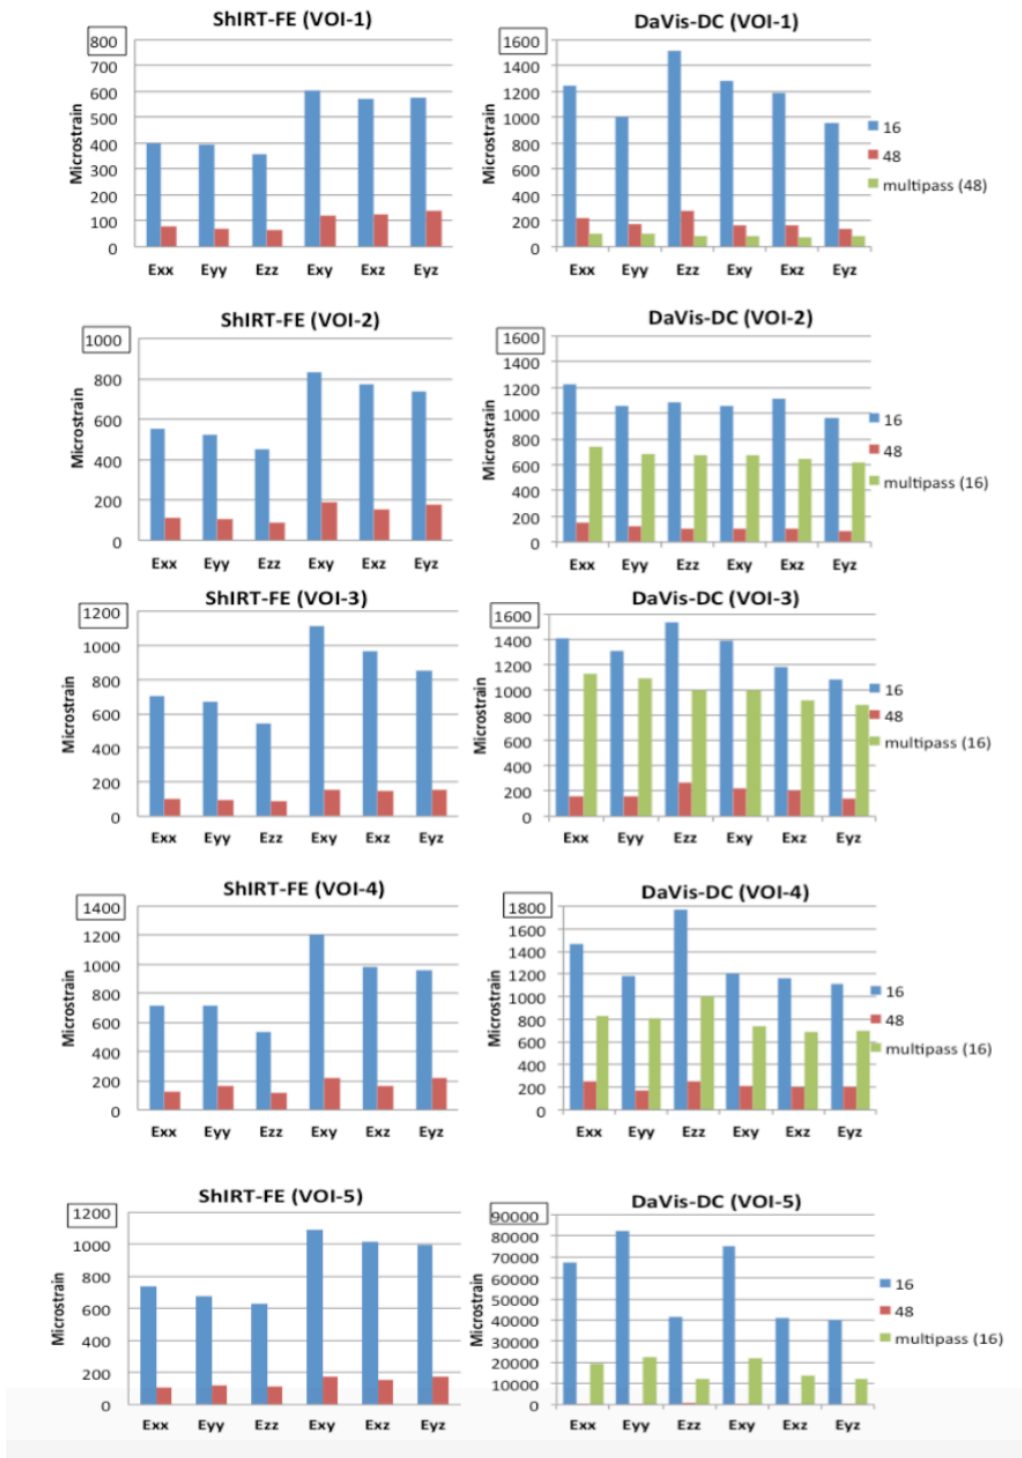 ShIRT-FE (VOI-1)
800
700
600
500
400
300
200
100
0
Microstrain
Exx Eyy Ezz Exy Exz Eyz
DaVis-DC (VOI-1)
1600
1400
1200
1000
800
600
400
200
0
Microstrain
Exx Eyy Ezz Exy Exz Eyz
16
48
multipass (48)
ShIRT-FE (VOI-2)
1000
800
600
400
200
0
Microstrain
Exx Eyy Ezz Exy Exz Eyz
DaVis-DC (VOI-2)
1600
1400
1200
1000
800
600
400
200
0
Microstrain
Exx Eyy Ezz Exy Exz Eyz
16
48
multipass (16)
ShIRT-FE (VOI-3)
1200
1000
800
600
400
200
0
Microstrain
Exx Eyy Ezz Exy Exz Eyz
DaVis-DC (VOI-3)
1600
1400
1200
1000
800
600
400
200
0
Microstrain
Exx Eyy Ezz Exy Exz Eyz
16
48
multipass (16)
ShIRT-FE (VOI-4)
1400
1200
1000
800
600
400
200
0
Microstrain
Exx Eyy Ezz Exy Exz Eyz
DaVis-DC (VOI-4)
1800
1600
1400
1200
1000
800
600
400
200
0
Microstrain
Exx Eyy Ezz Exy Exz Eyz
16
48
multipass (16)
ShIRT-FE (VOI-5)
1200
1000
800
600
400
200
0
Microstrain
Exx Eyy Ezz Exy Exz Eyz
DaVis-DC (VOI-5)
90000
80000
70000
60000
50000
40000
30000
20000
10000
0
Microstrain
Exx Eyy Ezz Exy Exz Eyz
16
48
multipass (16)